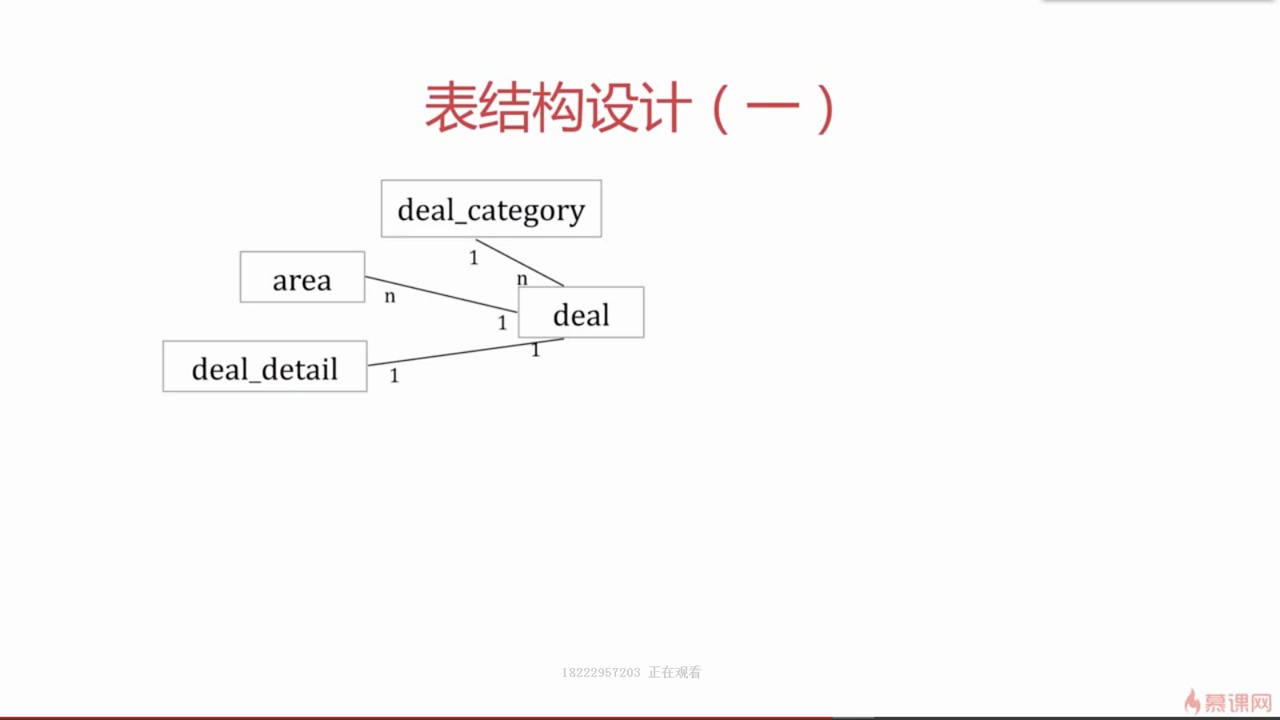 表结构设计（一）
deal_category
1
n
area
n
deal
1
1
deal_detail
1
18222957203 正在观看
慕课网